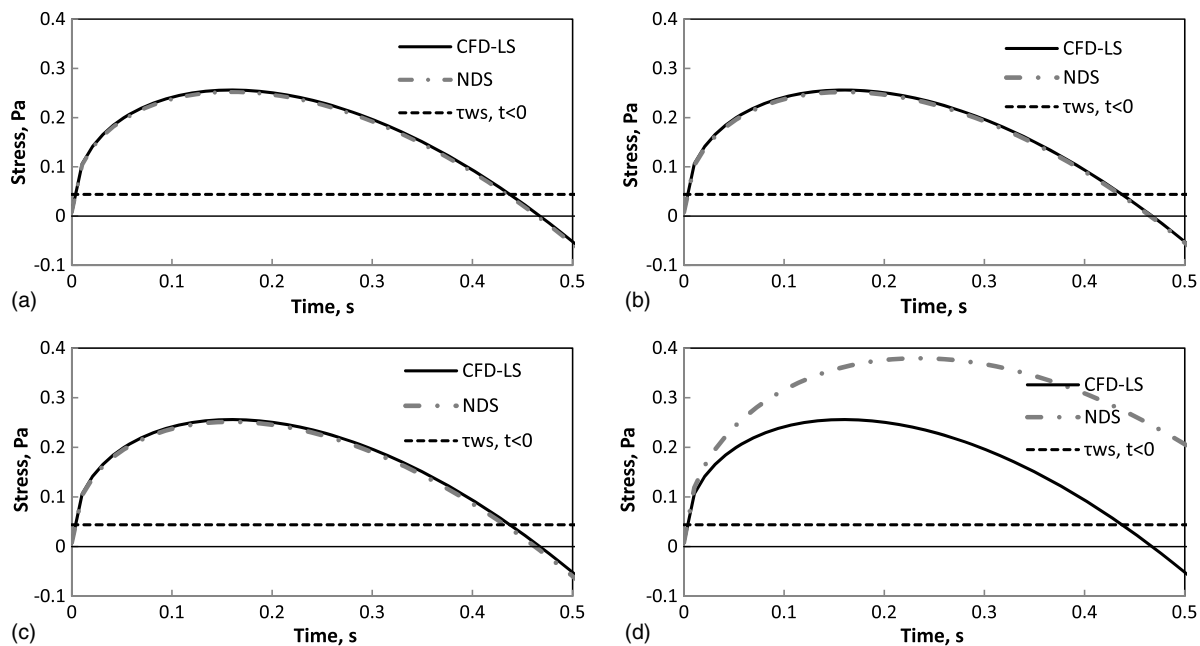 0.4
0.3
0.2
0.1
0
-0.1
Stress, Pa
CFD-LS
NDS
τws, t<0
0 0.1 0.2 0.3 0.4 0.5
Time, s
(a)
0.4
0.3
0.2
0.1
0
-0.1
Stress, Pa
CFD-LS
NDS
τws, t<0
0 0.1 0.2 0.3 0.4 0.5
Time, s
(b)
0.4
0.3
0.2
0.1
0
-0.1
Stress, Pa
CFD-LS
NDS
τws, t<0
0 0.1 0.2 0.3 0.4 0.5
Time, s
(c)
0.4
0.3
0.2
0.1
0
-0.1
Stress, Pa
CFD-LS
NDS
τws, t<0
0 0.1 0.2 0.3 0.4 0.5
Time, s
(d)